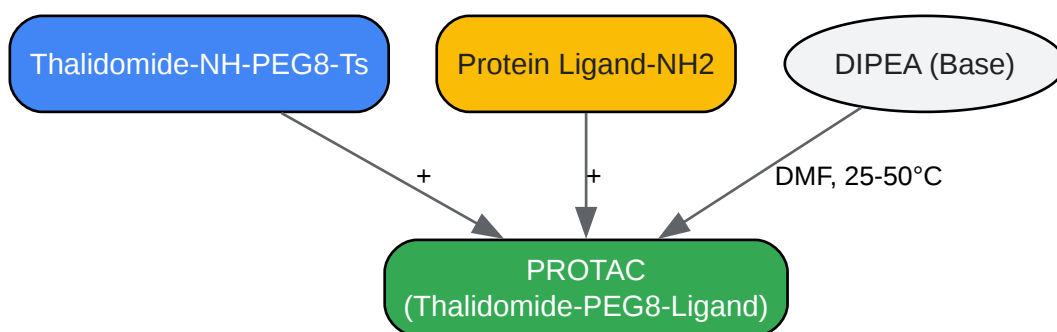 Thalidomide-NH-PEG8-Ts
Protein Ligand-NH2
DIPEA (Base)
+
+
DMF, 25-50°C
PROTAC
(Thalidomide-PEG8-Ligand)